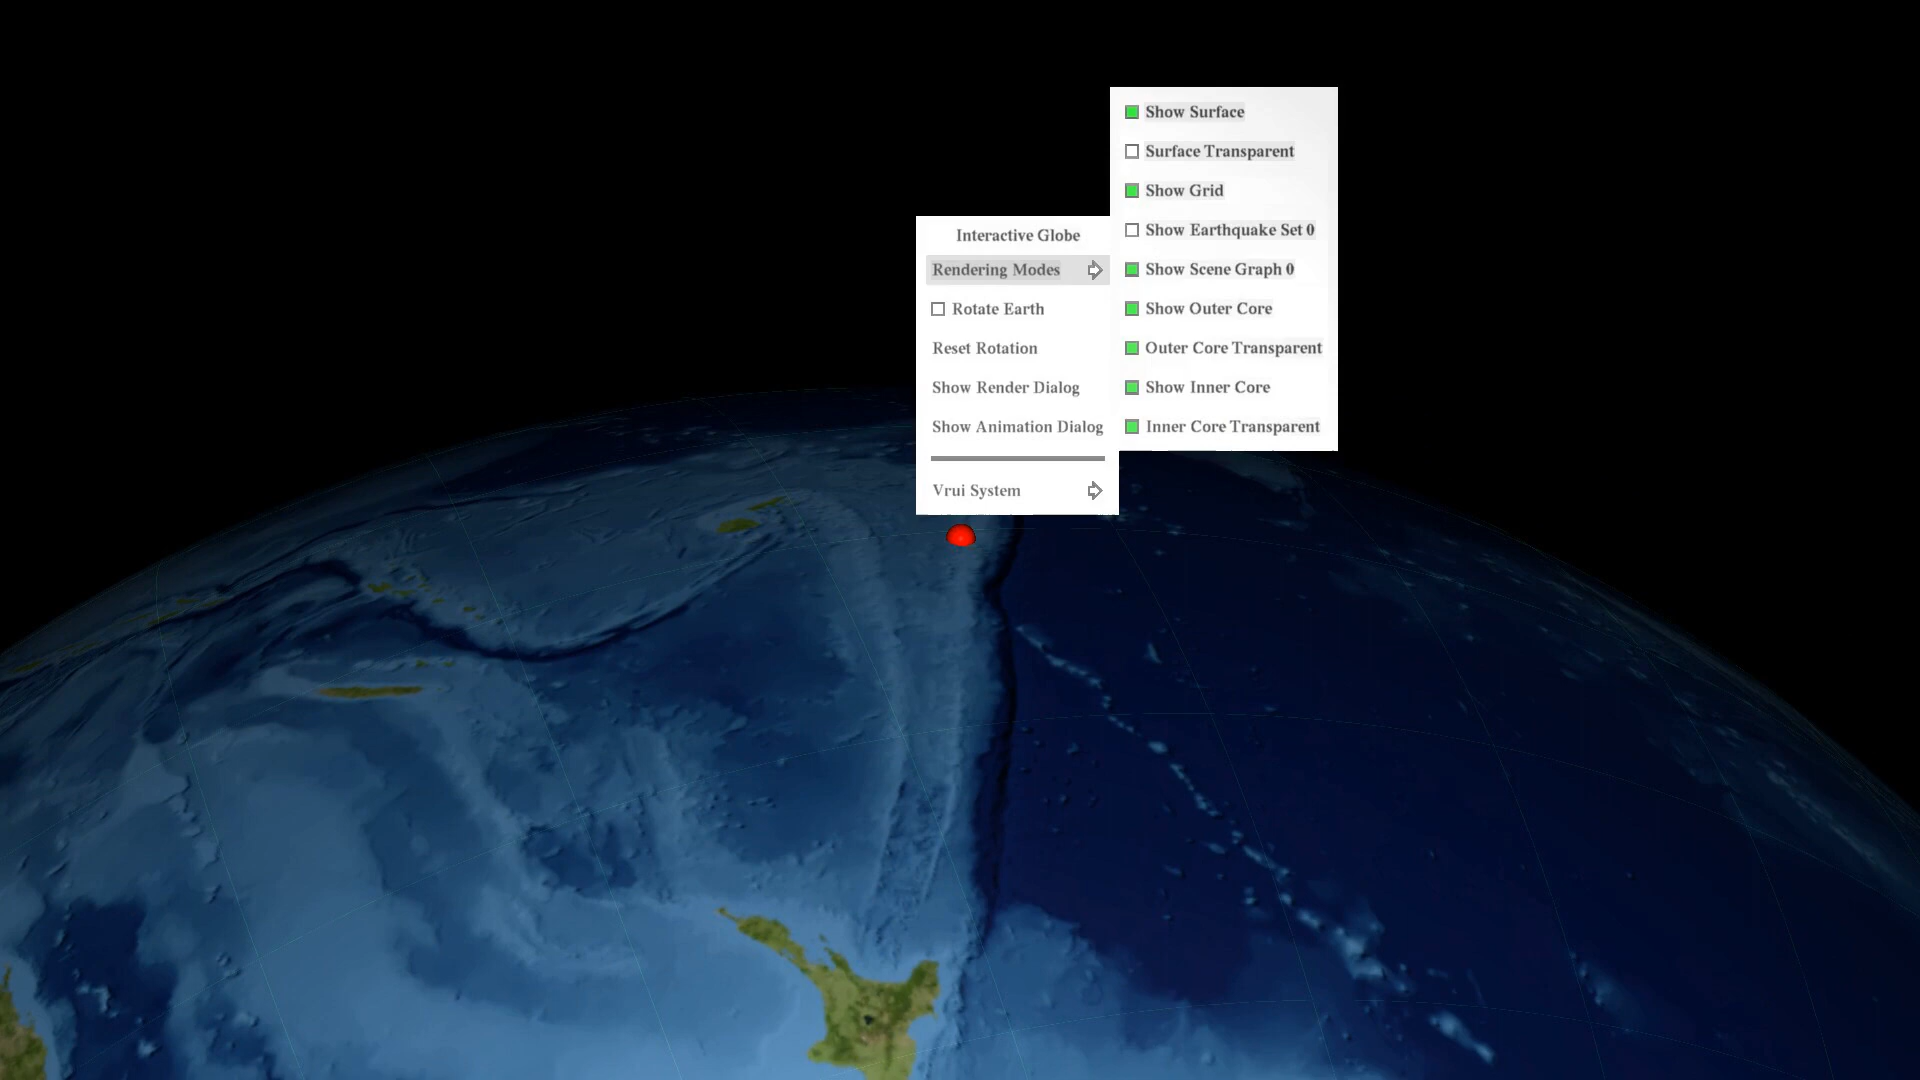 Interactive Globe
Rendering Modes
Rotate Earth
Reset Rotation
Show Render Dialog
Show Animation Dialog
Vrui System
Show Surface
Surface Transparent
Show Grid
Show Earthquake Set 0
Show Scene Graph 0
Show Outer Core
Outer Core Transparent
Show Inner Core
Inner Core Transparent